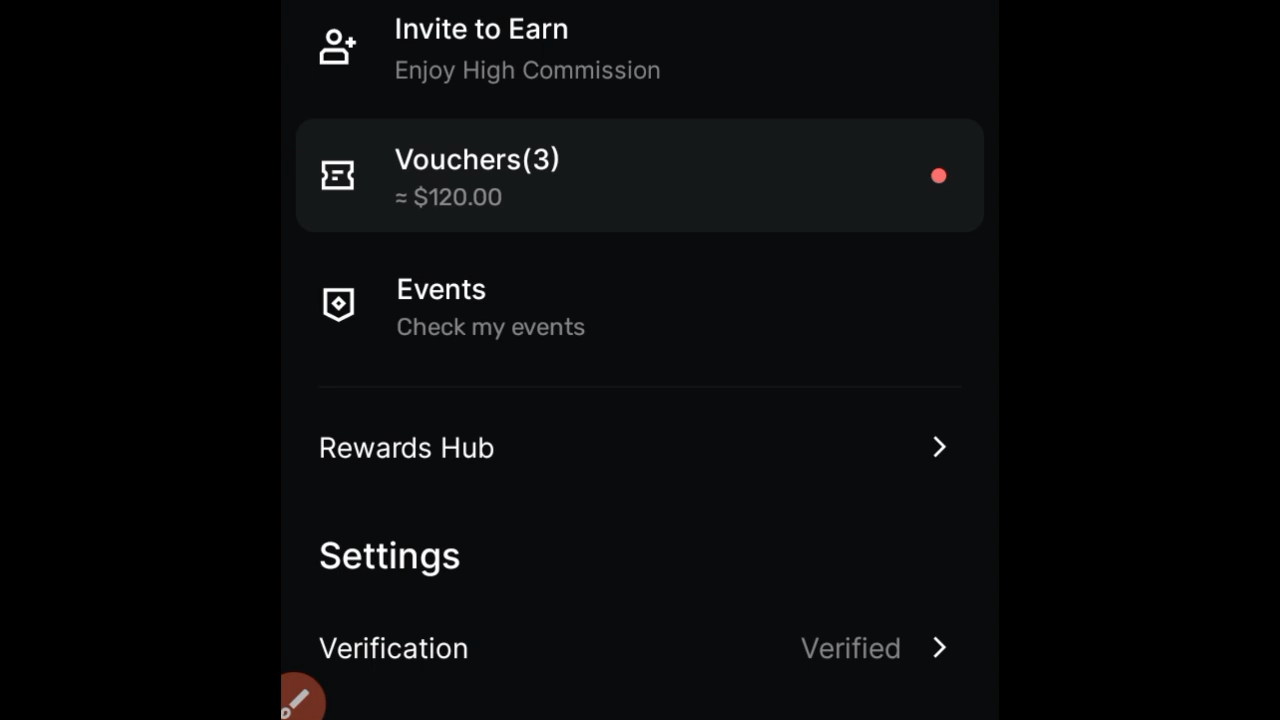 Invite to Earn
Enjoy High Commission
Vouchers(3)
≈ $120.00
Events
Check my events
Rewards Hub
Settings
Verification Verified